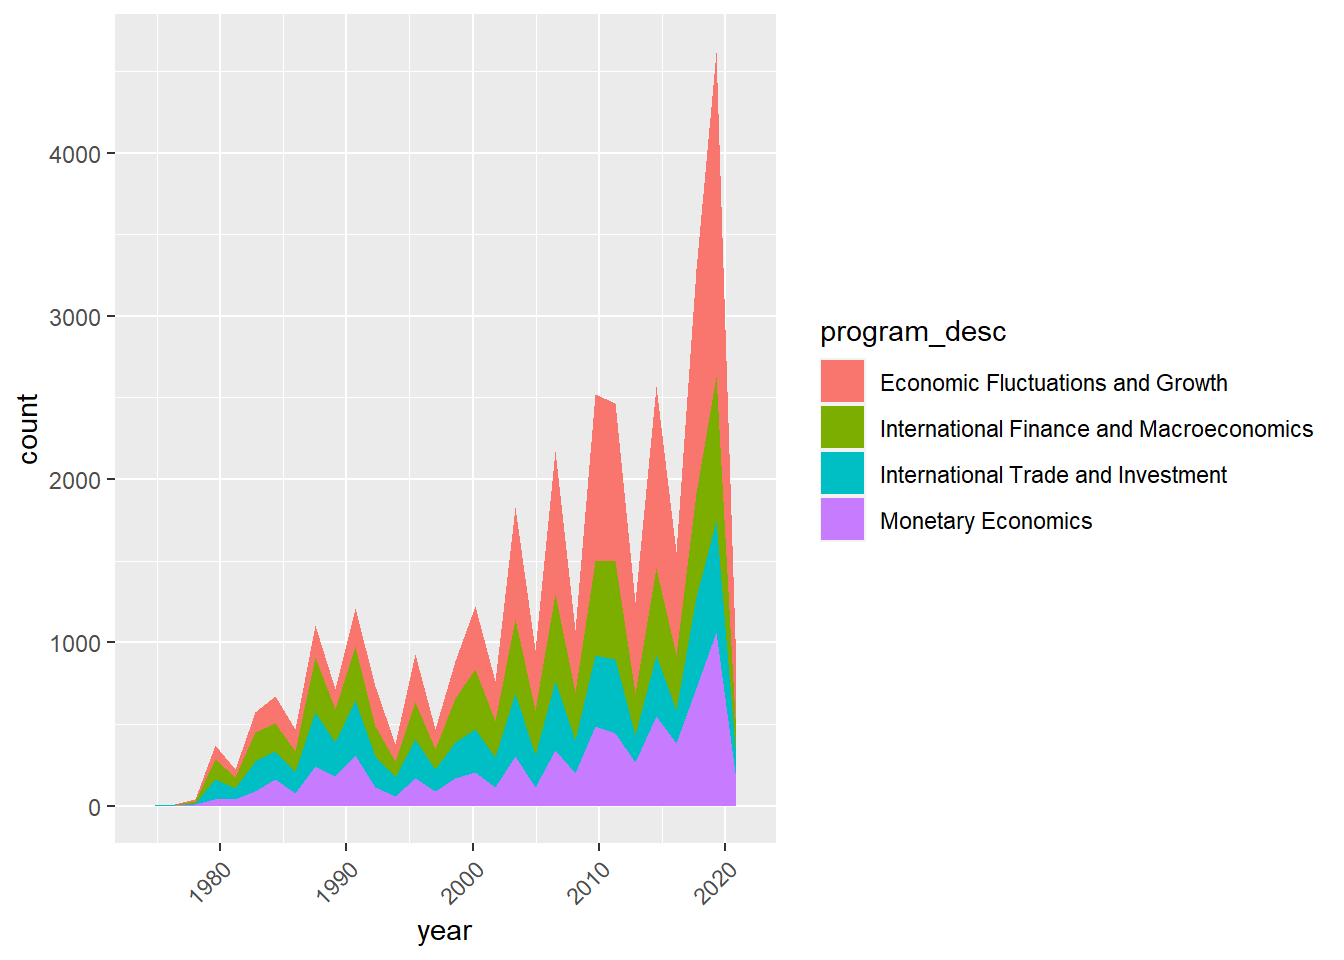 count
4000
3000
2000
1000
0
1980
1990
2000
2010
2020
year
program_desc
Economic Fluctuations and Growth
International Finance and Macroeconomics
International Trade and Investment
Monetary Economics